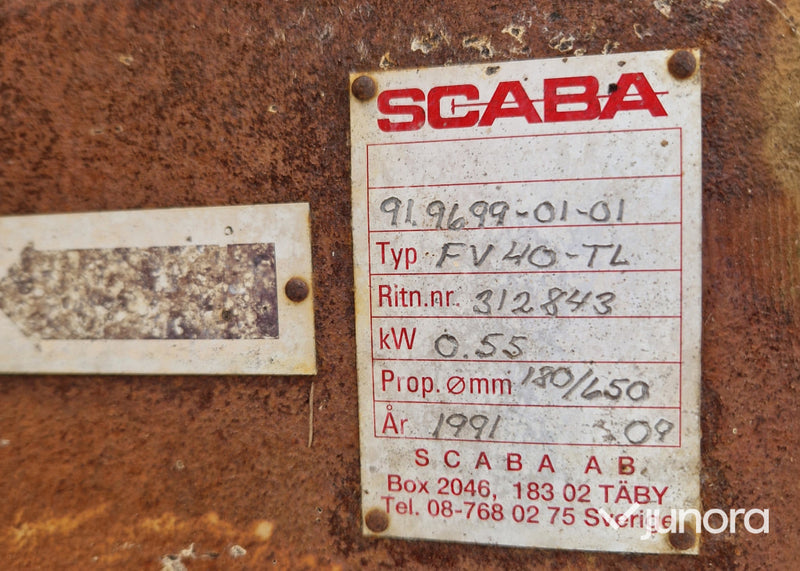 SCABA
91.9699-01-01
Typ FV40-TL
Ritn.nr. 312843
kW 0.55
Prop. ømm 180/650
År 1991 09
SCABA AB
Box 2046, 183 02 TÄBY
Tel. 08-768 02 75 Sverige
junora